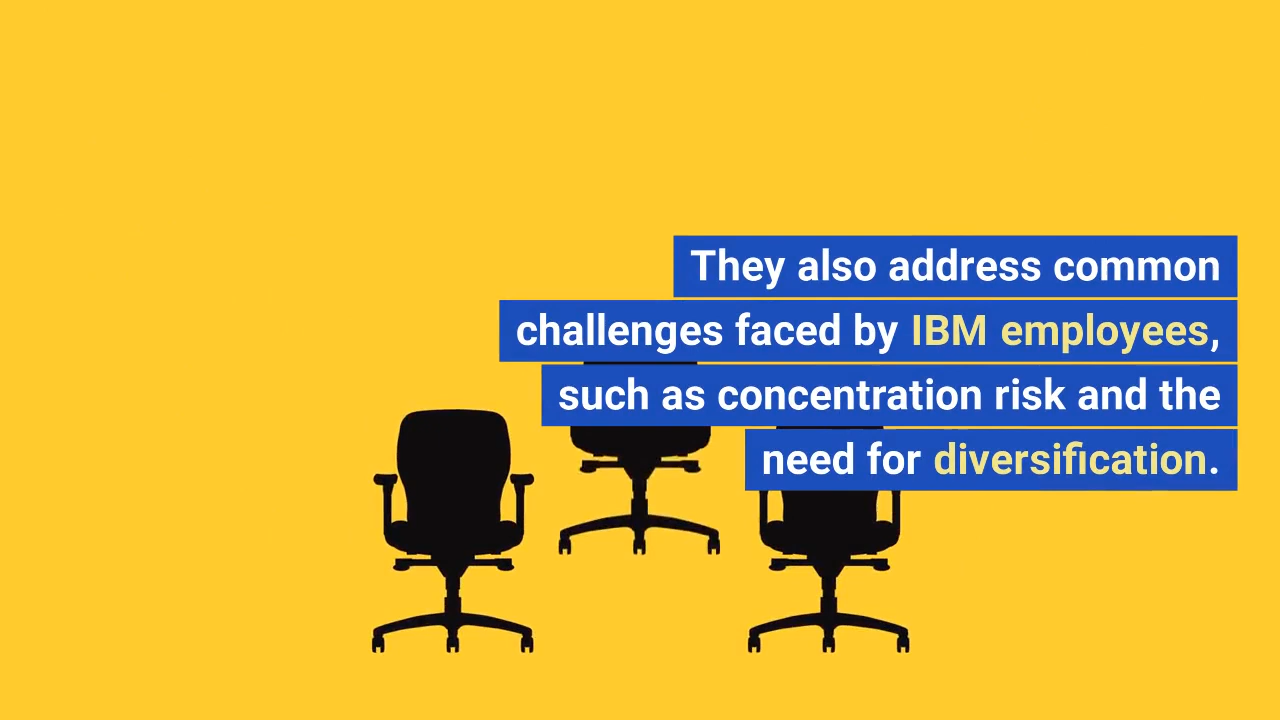 They also address common
challenges faced by IBM employees,
such as concentration risk and the
need for diversification.